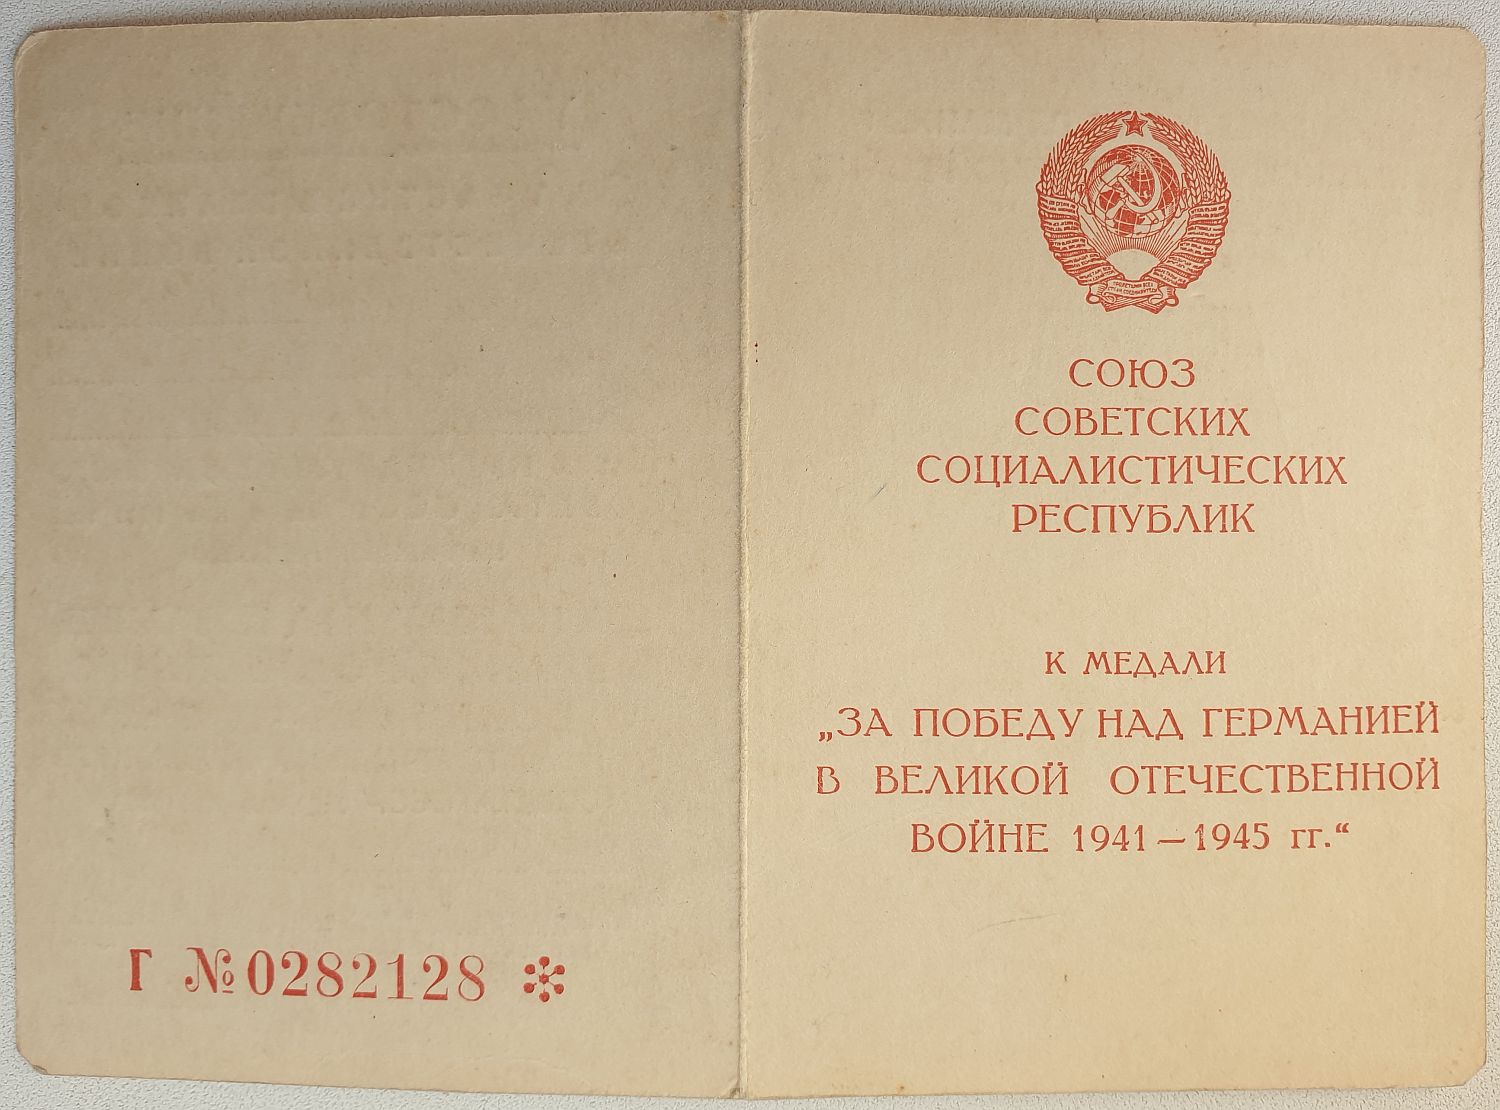 Г №0282128
СОЮЗ
СОВЕТСКИХ
СОЦИАЛИСТИЧЕСКИХ
РЕСПУБЛИК
К МЕДАЛИ
„ЗА ПОБЕДУ НАД ГЕРМАНИЕЙ
В ВЕЛИКОЙ ОТЕЧЕСТВЕННОЙ
ВОЙНЕ 1941—1945 гг.“